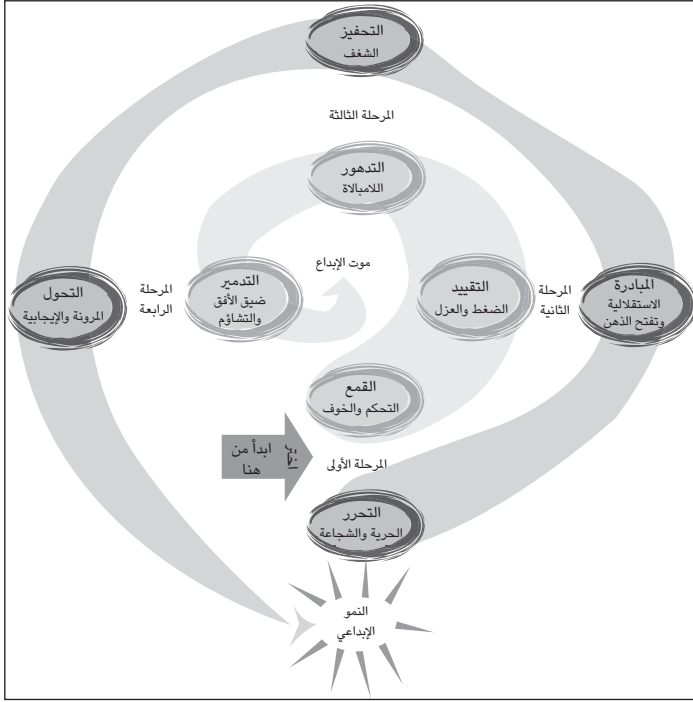 التحفيز
الشغف
المرحلة الثالثة
التدهور
اللامبالاة
موت الإبداع
المبادرة
الاستقلالية
وتفتح الذهن
المرحلة
الثانية
التقييد
الضغط والعزل
التدمير
ضيق الأفق
والتشاؤم
المرحلة
الرابعة
التحول
المرونة والإيجابية
القمع
التحكم والخوف
اختر
ابدأ من
هنا
المرحلة الأولى
التحرر
الحرية والشجاعة
النمو
الإبداعي